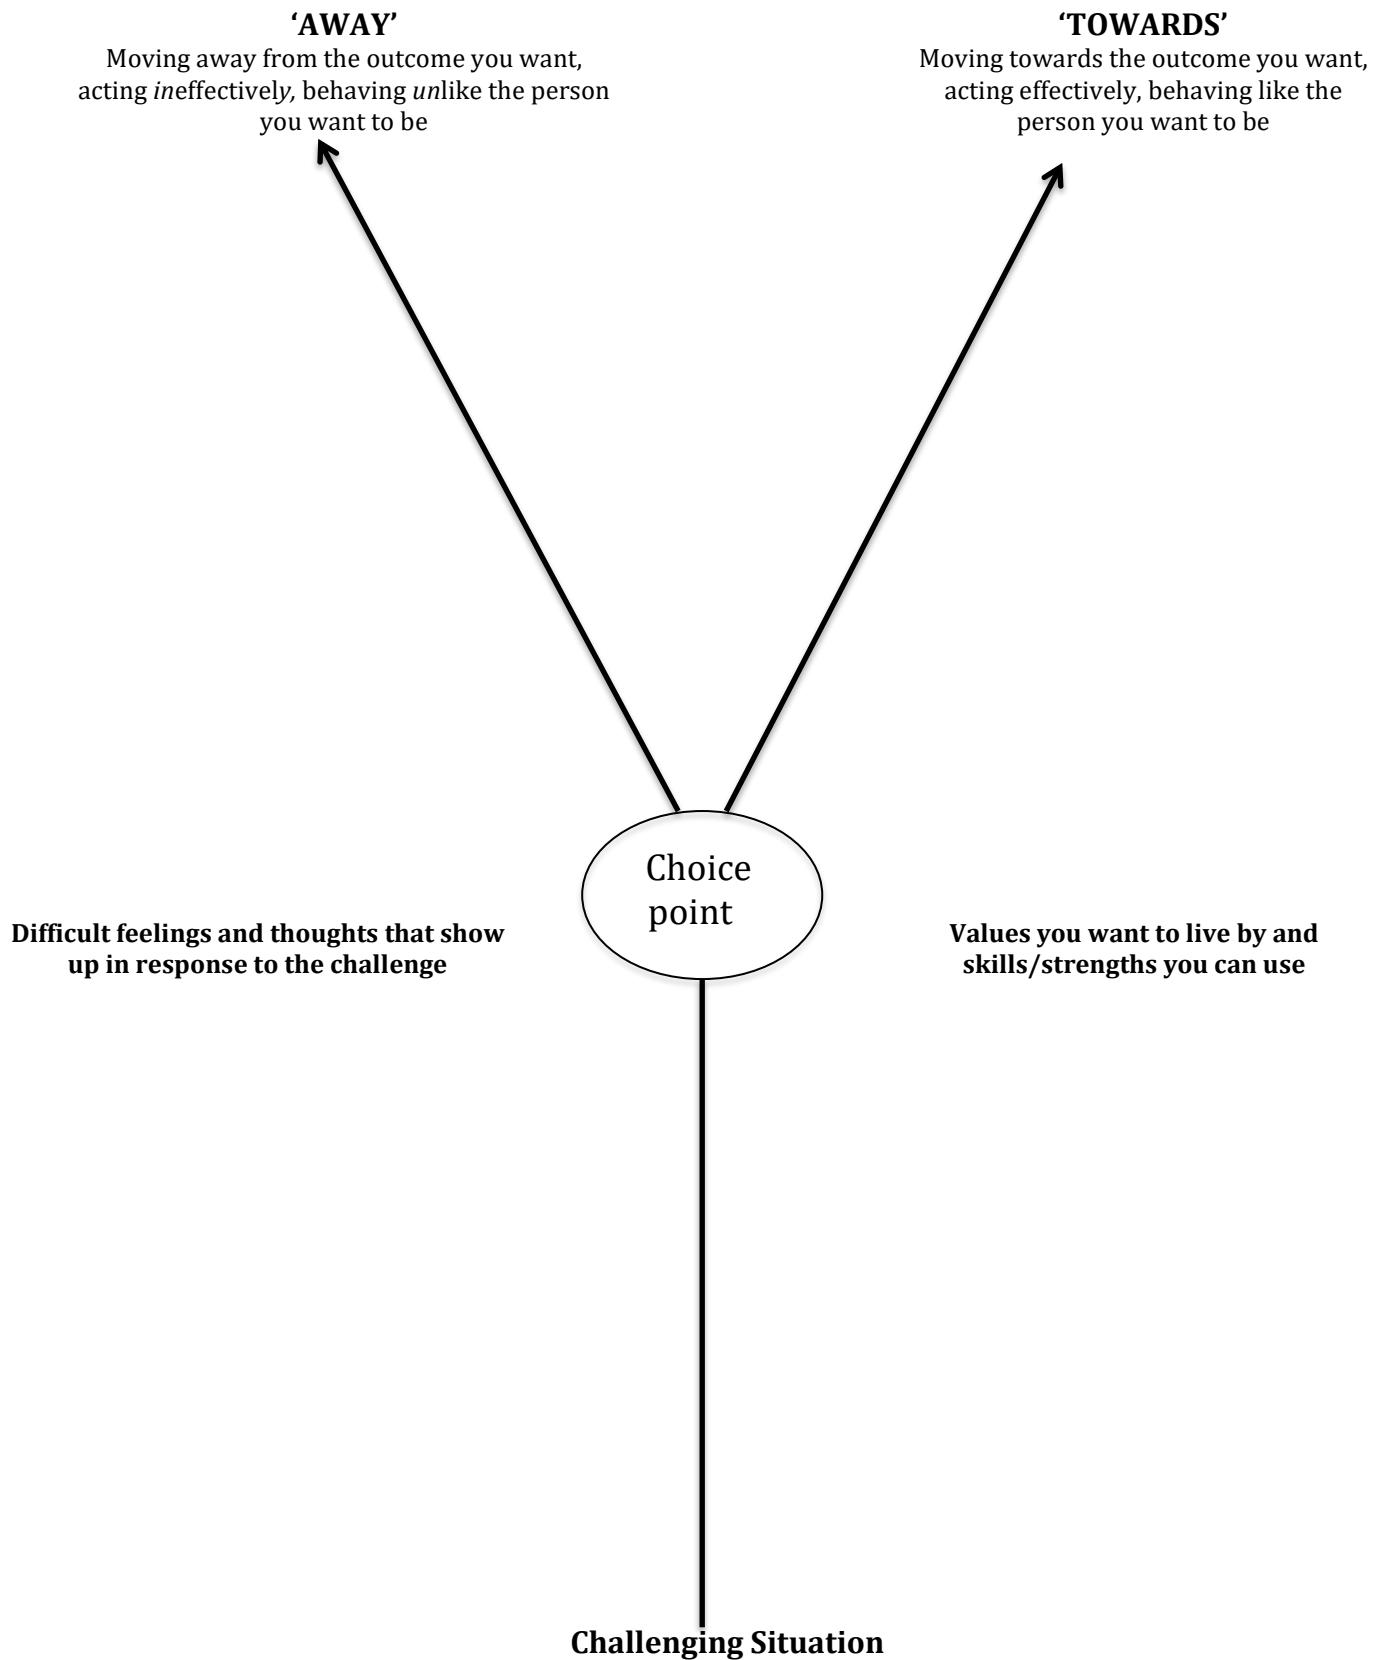 ‘AWAY’
Moving away from the outcome you want,
acting ineffectively, behaving unlike the person
you want to be
‘TOWARDS’
Moving towards the outcome you want,
acting effectively, behaving like the
person you want to be
Choice
point
Difficult feelings and thoughts that show
up in response to the challenge
Values you want to live by and
skills/strengths you can use
Challenging Situation